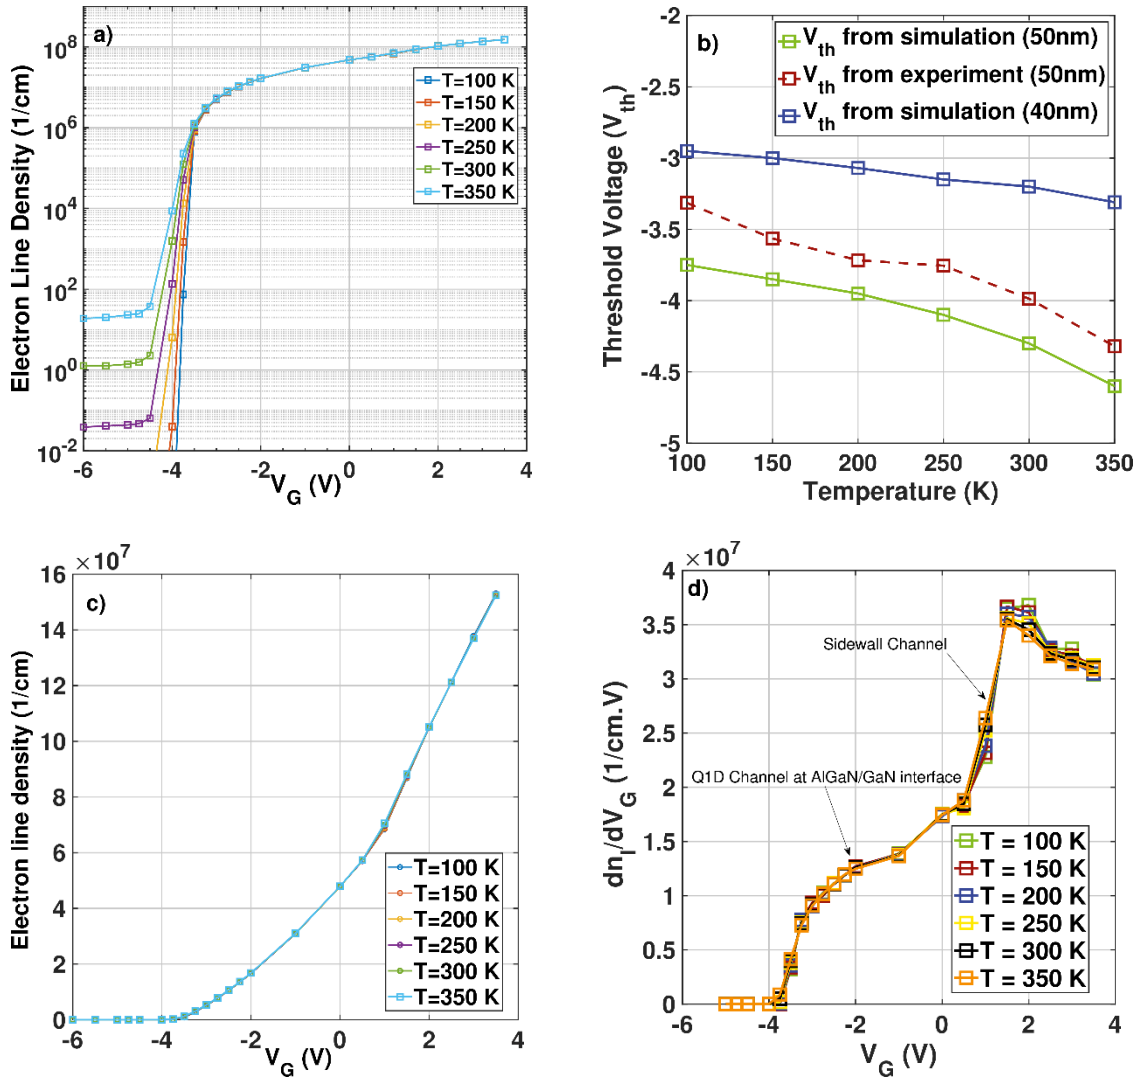 a)
Electron Line Density (1/cm)
10^8
10^6
10^4
10^2
10^0
10^-2
T=100 K
T=150 K
T=200 K
T=250 K
T=300 K
T=350 K
-6 -4 -2 0 2 4
V_G (V)
b)
Threshold Voltage (V_th)
-2
-2.5
-3
-3.5
-4
-4.5
-5
V_th from simulation (50nm)
V_th from experiment (50nm)
V_th from simulation (40nm)
100 150 200 250 300 350
Temperature (K)
c)
×10^7
Electron line density (1/cm)
16
14
12
10
8
6
4
2
0
T=100 K
T=150 K
T=200 K
T=250 K
T=300 K
T=350 K
-6 -4 -2 0 2 4
V_G (V)
d)
×10^7
dn_l/dV_G (1/cm.V)
4
3.5
3
2.5
2
1.5
1
0.5
0
Sidewall Channel
Q1D Channel at AlGaN/GaN interface
T = 100 K
T = 150 K
T = 200 K
T = 250 K
T = 300 K
T = 350 K
-6 -4 -2 0 2 4
V_G (V)